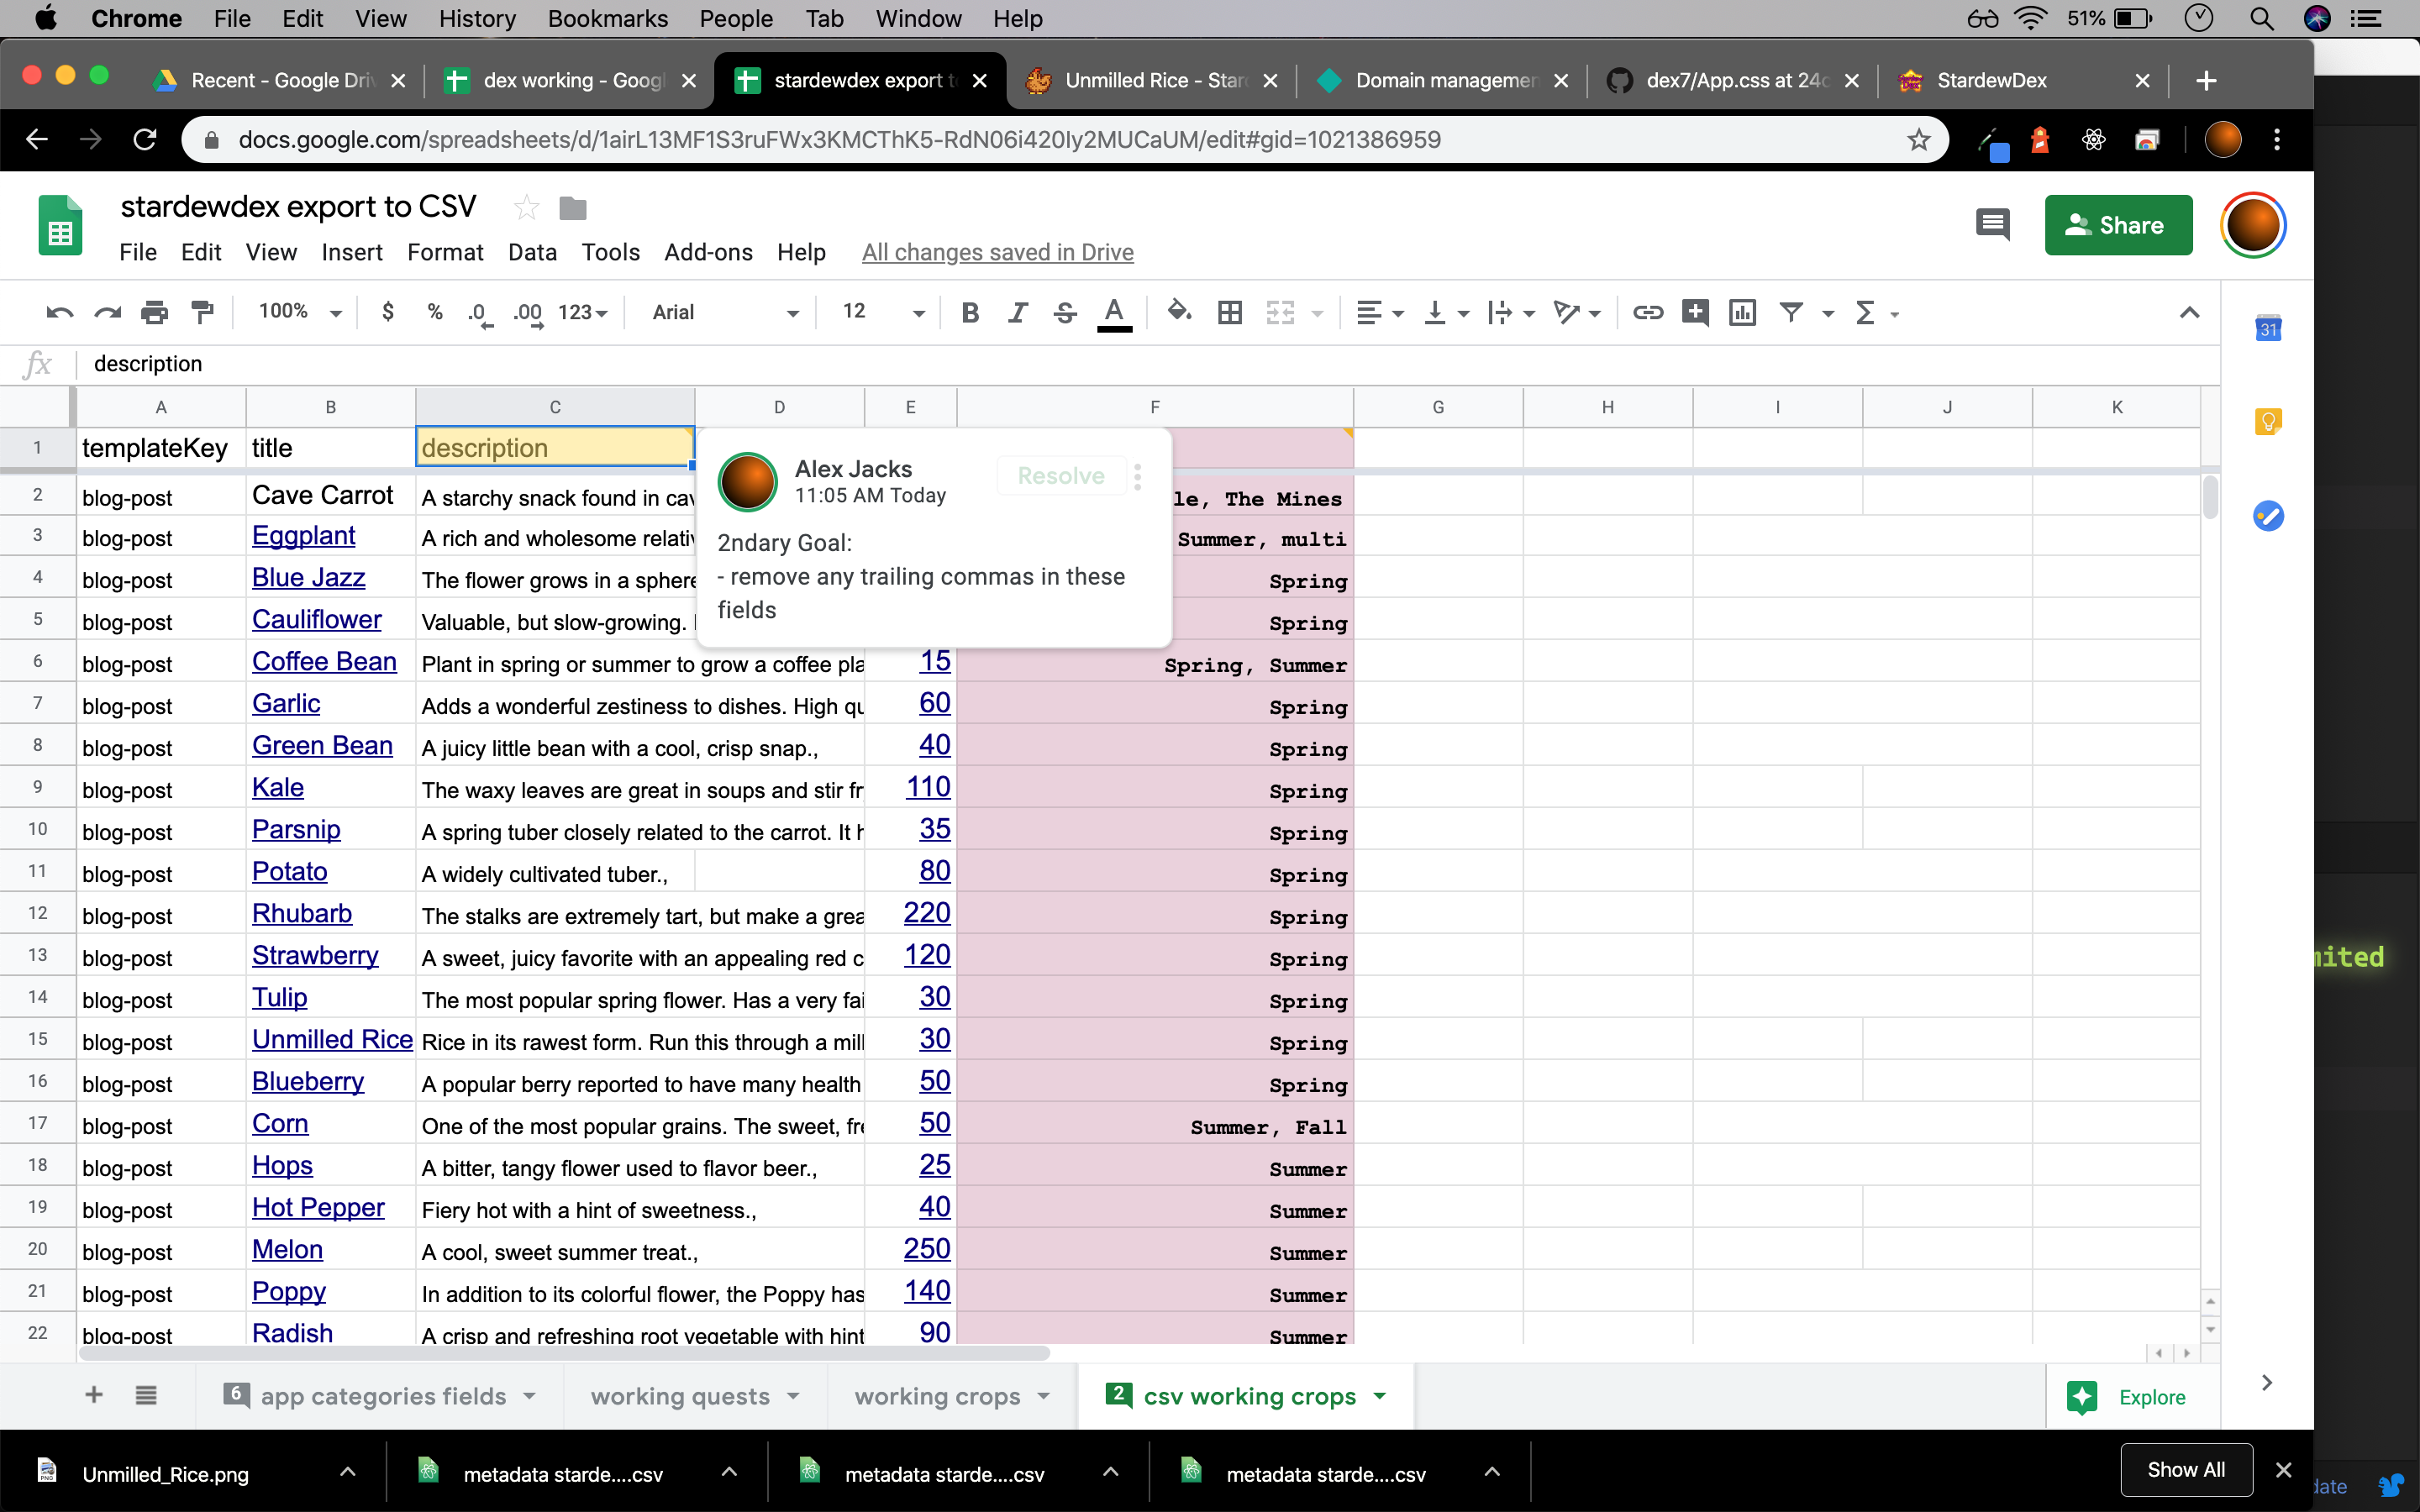 Chrome File Edit View History Bookmarks People Tab Window Help 51%
Recent - Google Driv
dex working - Googl
stardewdex export t
Unmilled Rice - Star
Domain managemen
dex7/App.css at 24c
StardewDex
docs.google.com/spreadsheets/d/1airL13MF1S3ruFWx3KMCThK5-RdN06i420Iy2MUCaUM/edit#gid=1021386959
stardewdex export to CSV
Share
File Edit View Insert Format Data Tools Add-ons Help All changes saved in Drive
100% $ % .0 .00 123 Arial 12 B I S A Σ
31
fx description
A B C D E F G H I J K
1 templateKey title description
Alex Jacks
11:05 AM Today
Resolve
2ndary Goal:
- remove any trailing commas in these
fields
2 blog-post Cave Carrot A starchy snack found in cav le, The Mines
3 blog-post Eggplant A rich and wholesome relativ Summer, multi
4 blog-post Blue Jazz The flower grows in a sphere Spring
5 blog-post Cauliflower Valuable, but slow-growing. Spring
6 blog-post Coffee Bean Plant in spring or summer to grow a coffee pla 15 Spring, Summer
7 blog-post Garlic Adds a wonderful zestiness to dishes. High qu 60 Spring
8 blog-post Green Bean A juicy little bean with a cool, crisp snap., 40 Spring
9 blog-post Kale The waxy leaves are great in soups and stir fr 110 Spring
10 blog-post Parsnip A spring tuber closely related to the carrot. It h 35 Spring
11 blog-post Potato A widely cultivated tuber., 80 Spring
12 blog-post Rhubarb The stalks are extremely tart, but make a grea 220 Spring
13 blog-post Strawberry A sweet, juicy favorite with an appealing red c 120 Spring
14 blog-post Tulip The most popular spring flower. Has a very fai 30 Spring
15 blog-post Unmilled Rice Rice in its rawest form. Run this through a mill 30 Spring
16 blog-post Blueberry A popular berry reported to have many health 50 Spring
17 blog-post Corn One of the most popular grains. The sweet, fre 50 Summer, Fall
18 blog-post Hops A bitter, tangy flower used to flavor beer., 25 Summer
19 blog-post Hot Pepper Fiery hot with a hint of sweetness., 40 Summer
20 blog-post Melon A cool, sweet summer treat., 250 Summer
21 blog-post Poppy In addition to its colorful flower, the Poppy has 140 Summer
22 blog-post Radish A crisp and refreshing root vegetable with hint 90 Summer
mited
6 app categories fields
working quests
working crops
2 csv working crops
Explore
Unmilled_Rice.png
metadata starde....csv
metadata starde....csv
metadata starde....csv
Show All
date